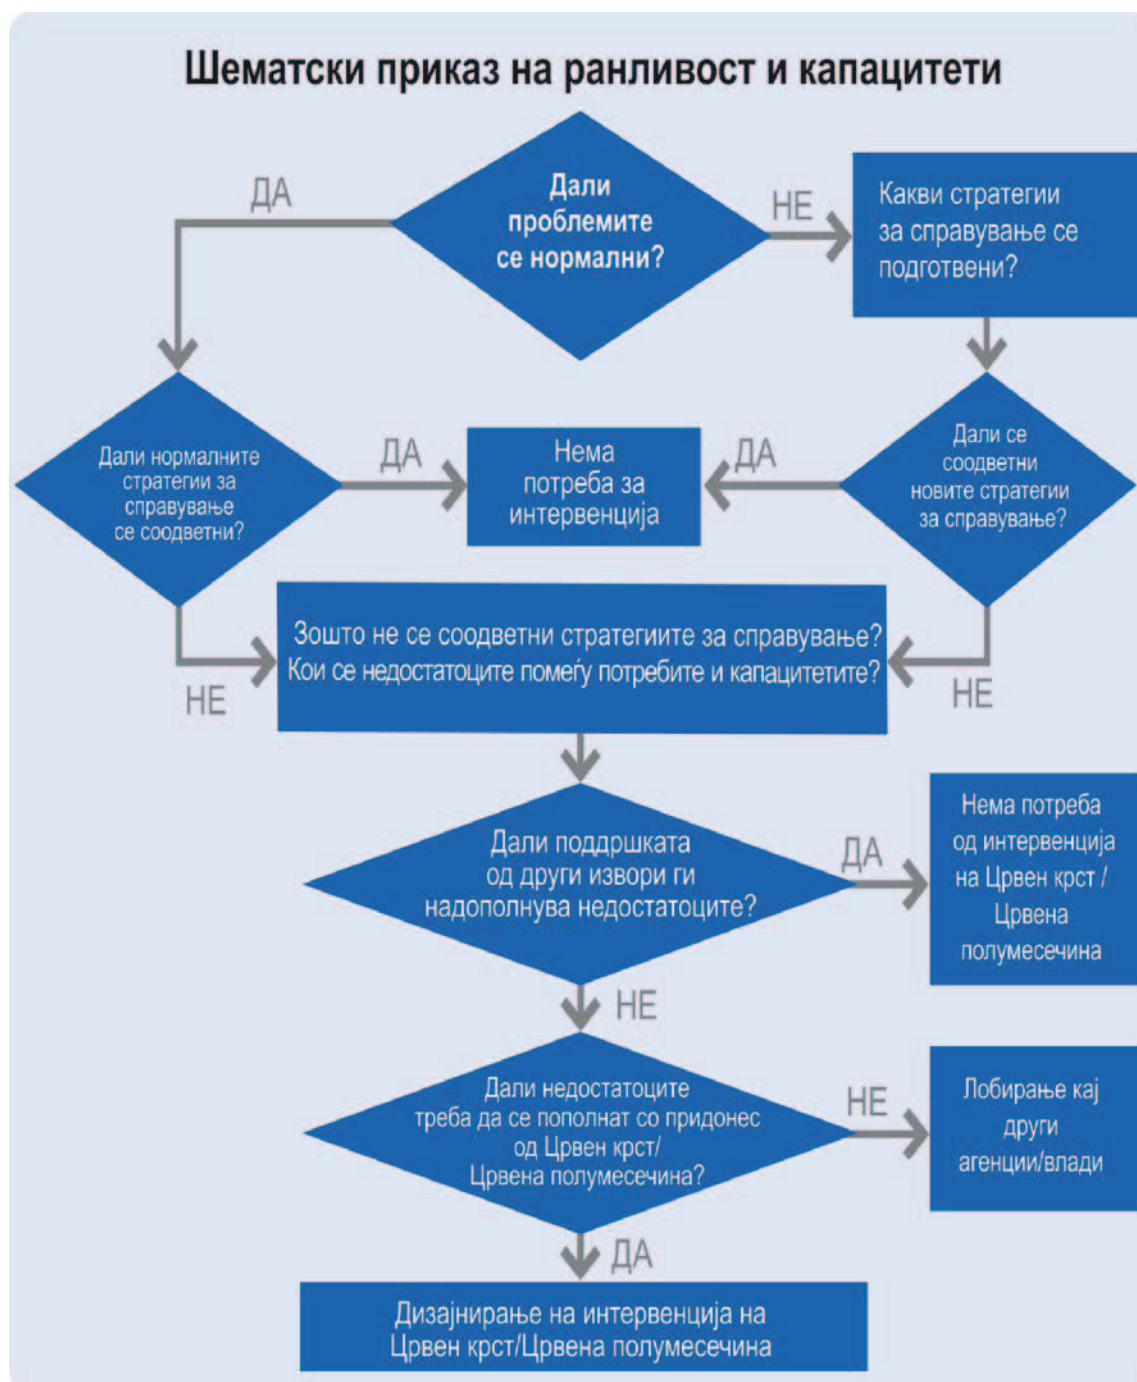 Шематски приказ на ранливост и капацитети
ДА
Дали
проблемите
се нормални?
НЕ
Какви стратегии
за справување се
подготвени?
Дали нормалните
стратегии за
справување
се соодветни?
ДА
Нема
потреба за
интервенција
ДА
Дали се
соодветни
новите стратегии
за справување?
НЕ
Зошто не се соодветни стратегиите за справување?
Кои се недостатоците помеѓу потребите и капацитетите?
НЕ
Дали поддршката
од други извори ги
надополнува недостатоците?
ДА
Нема потреба
од интервенција
на Црвен крст /
Црвена
полумесечина
НЕ
Дали недостатоците
треба да се пополнат со придонес
од Црвен крст/
Црвена полумесечина?
НЕ
Лобирање кај
други
агенции/влади
ДА
Дизајнирање на интервенција на
Црвен крст/Црвена полумесечина